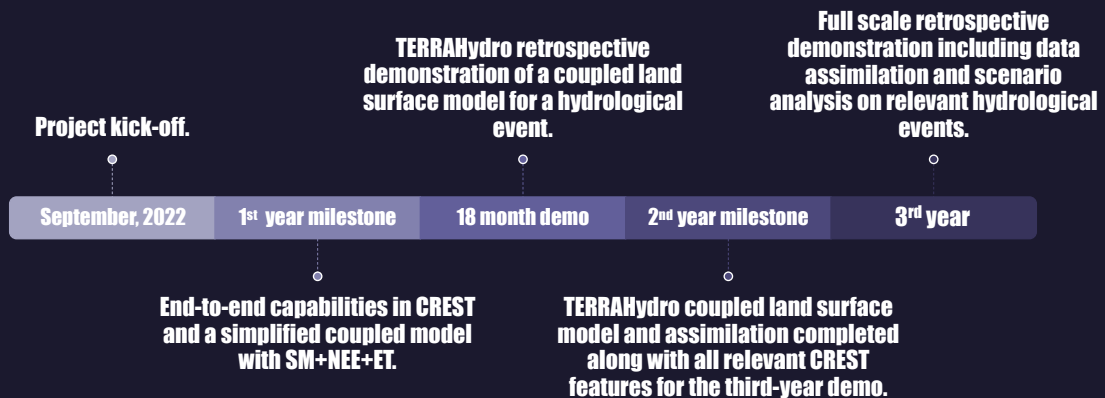 Project kick-off.
TERRAHydro retrospective
demonstration of a coupled land
surface model for a hydrological
event.
Full scale retrospective
demonstration including data
assimilation and scenario
analysis on relevant hydrological
events.
September, 2022
1st year milestone
18 month demo
2nd year milestone
3rd year
End-to-end capabilities in CREST
and a simplified coupled model
with SM+NEE+ET.
TERRAHydro coupled land surface
model and assimilation completed
along with all relevant CREST
features for the third-year demo.